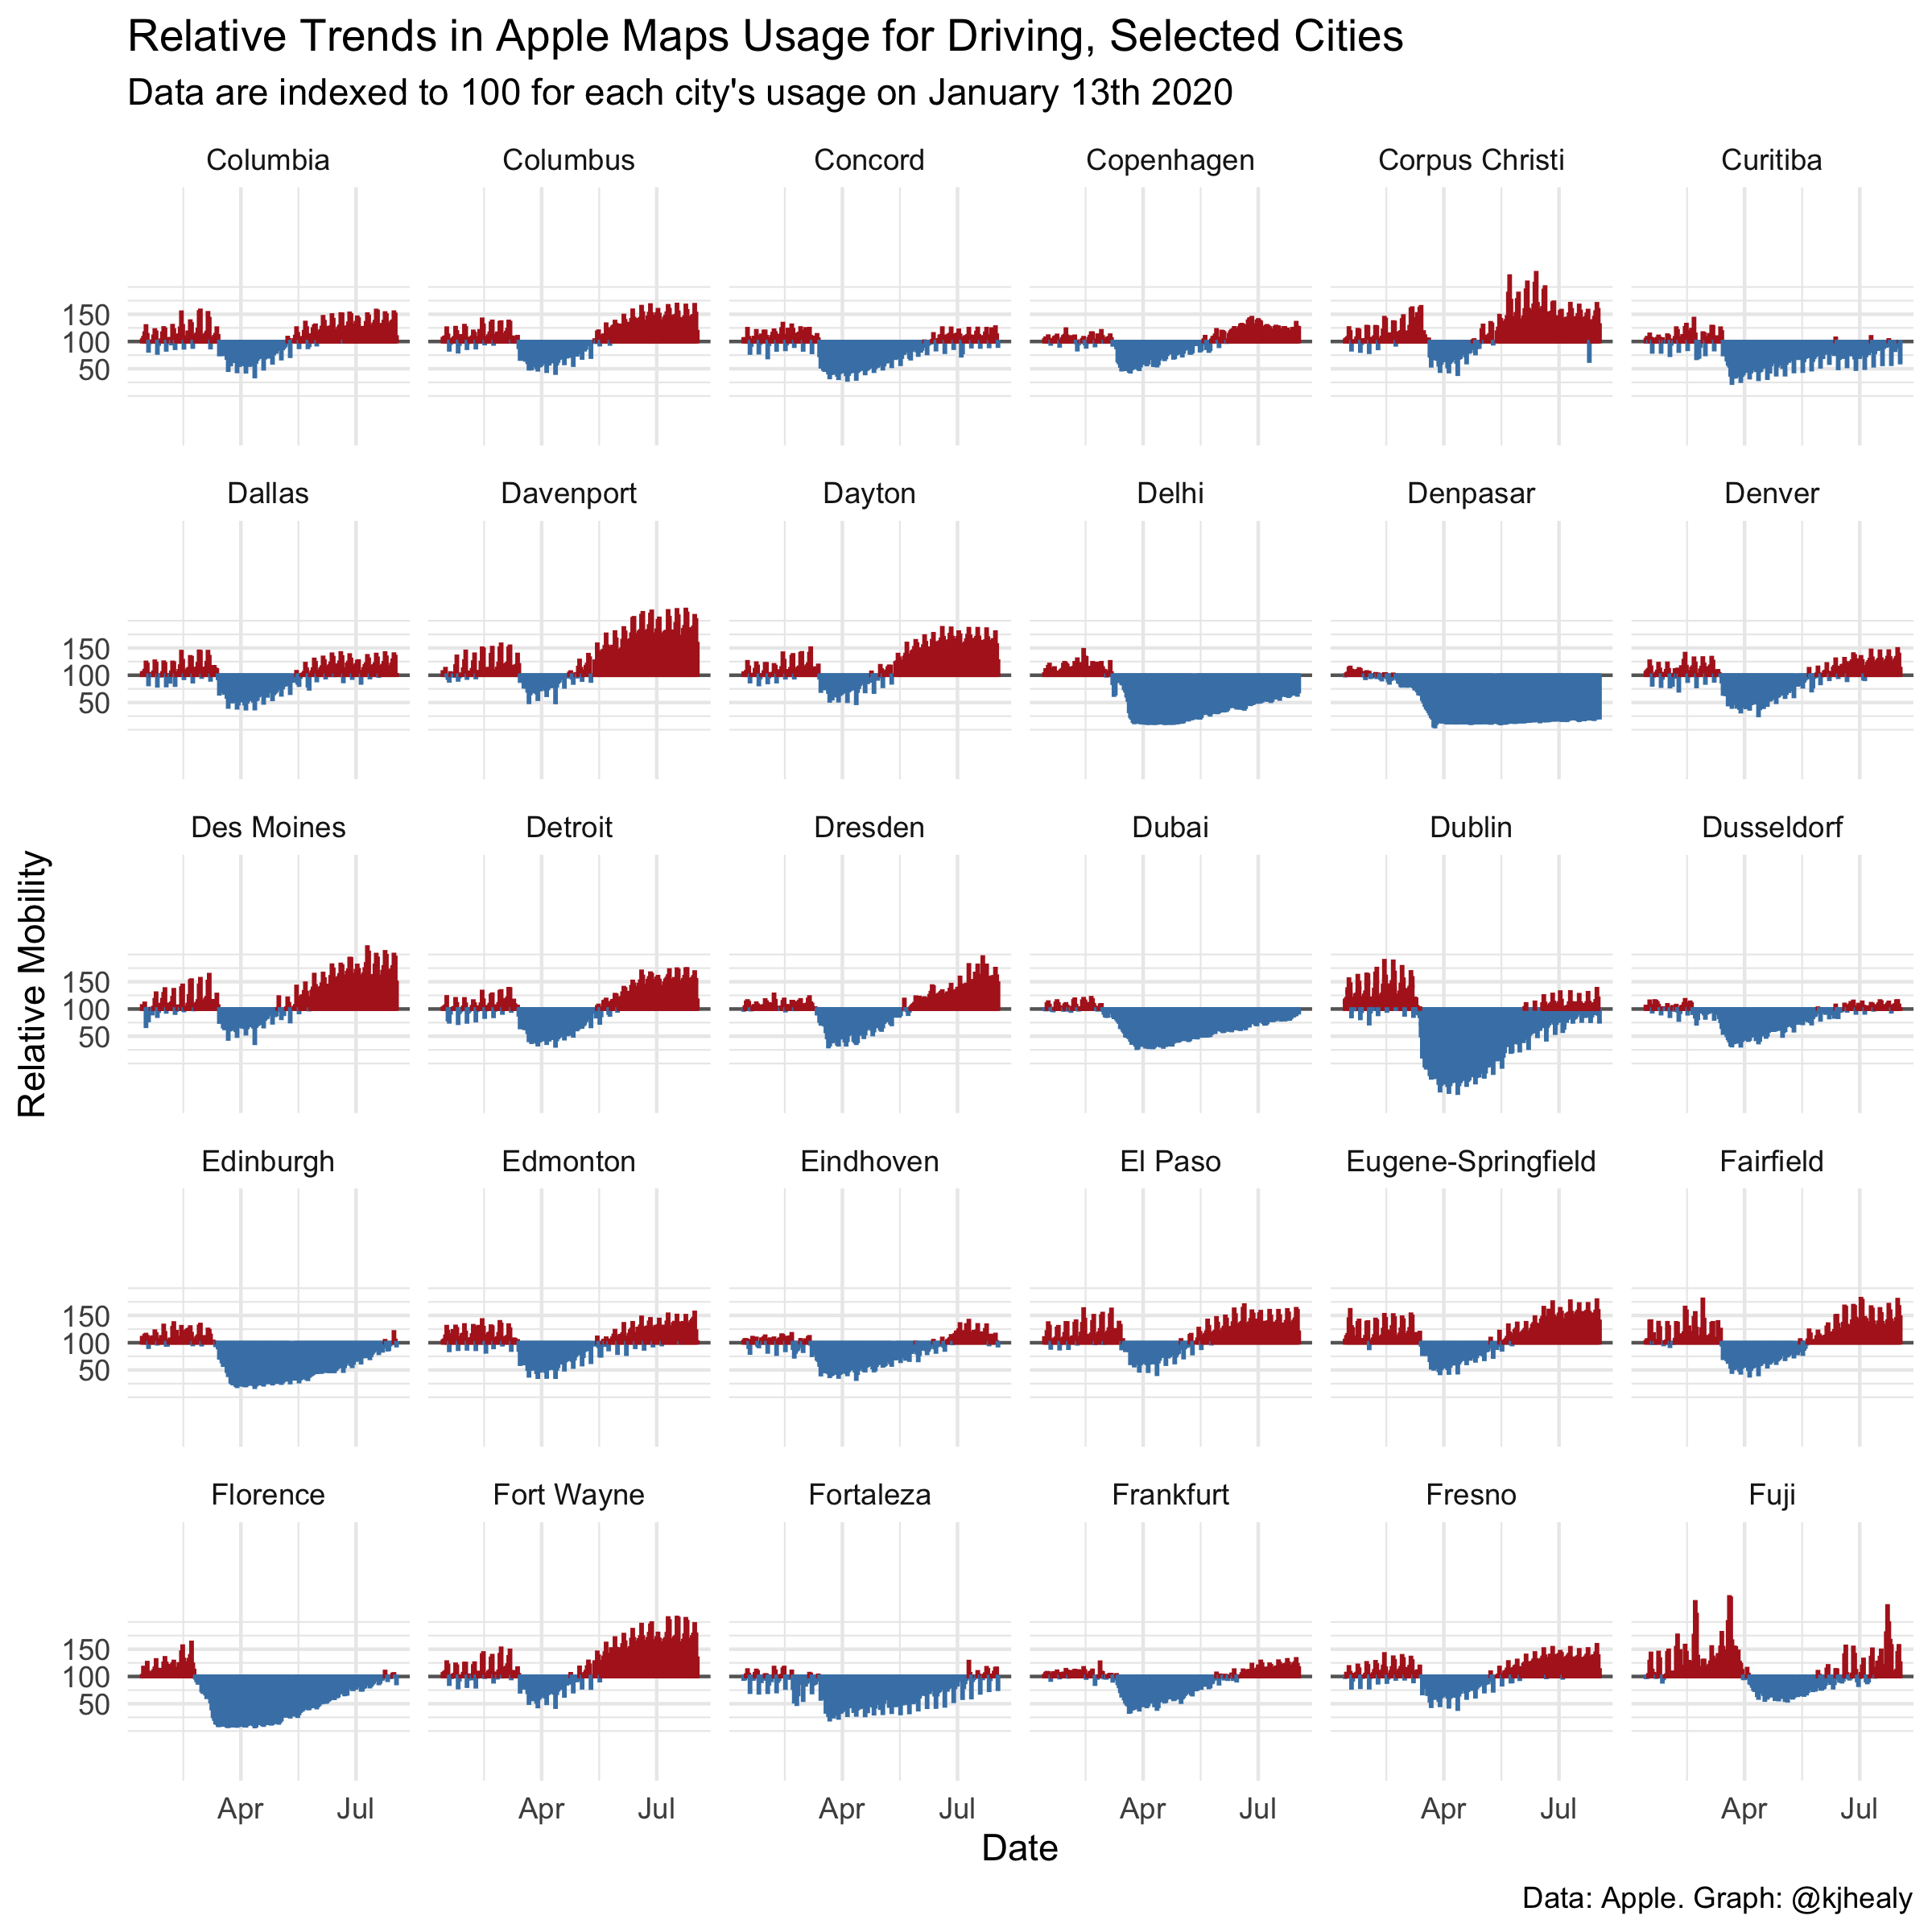 Relative Trends in Apple Maps Usage for Driving, Selected Cities
Data are indexed to 100 for each city's usage on January 13th 2020
Columbia Columbus Concord Copenhagen Corpus Christi Curitiba
150
100
50
Dallas Davenport Dayton Delhi Denpasar Denver
150
100
50
Des Moines Detroit Dresden Dubai Dublin Dusseldorf
150
100
50
Relative Mobility
Edinburgh Edmonton Eindhoven El Paso Eugene-Springfield Fairfield
150
100
50
Florence Fort Wayne Fortaleza Frankfurt Fresno Fuji
150
100
50
Apr Jul Apr Jul Apr Jul Apr Jul Apr Jul Apr Jul
Date
Data: Apple. Graph: @kjhealy